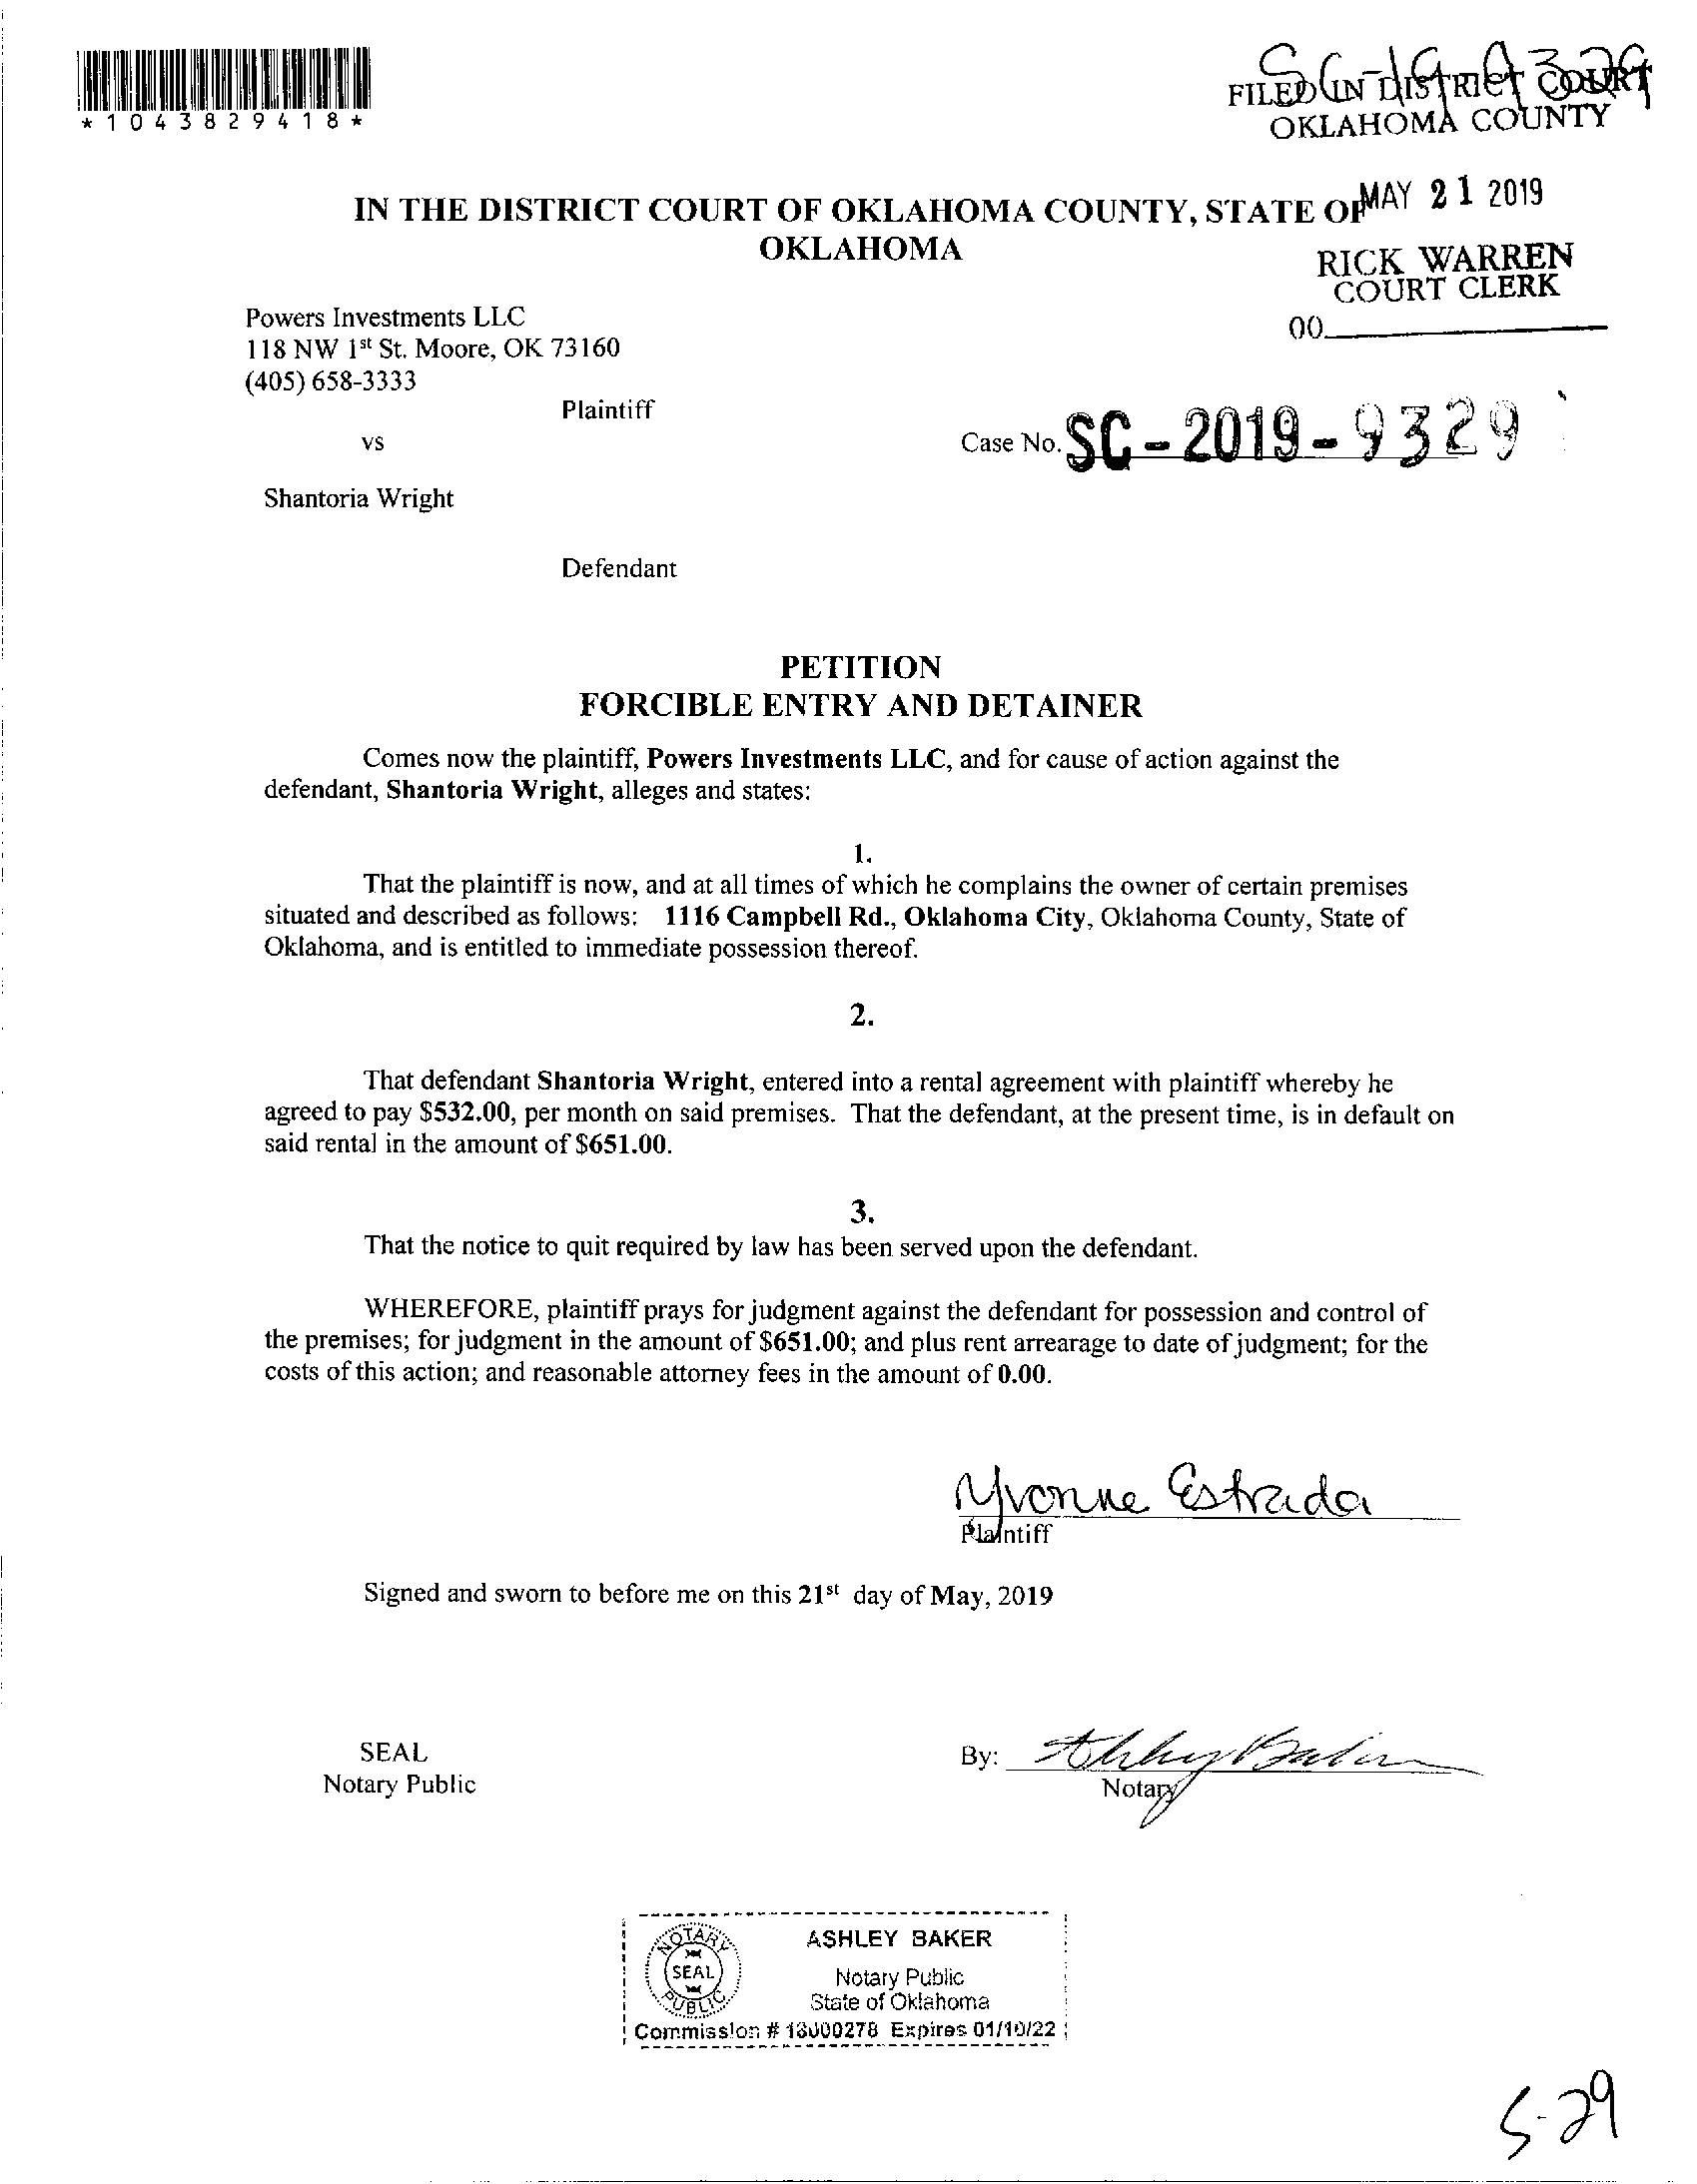 *1043829418*
SC-19-9329
FILED IN DISTRICT COURT
OKLAHOMA COUNTY
MAY 21 2019
RICK WARREN
COURT CLERK
00
IN THE DISTRICT COURT OF OKLAHOMA COUNTY, STATE OF
OKLAHOMA
Powers Investments LLC
118 NW 1st St. Moore, OK 73160
(405) 658-3333
Plaintiff
vs
Case No. SC-2019-9329
Shantoria Wright
Defendant
PETITION
FORCIBLE ENTRY AND DETAINER
Comes now the plaintiff, Powers Investments LLC, and for cause of action against the
defendant, Shantoria Wright, alleges and states:
1.
That the plaintiff is now, and at all times of which he complains the owner of certain premises
situated and described as follows: 1116 Campbell Rd., Oklahoma City, Oklahoma County, State of
Oklahoma, and is entitled to immediate possession thereof.
2.
That defendant Shantoria Wright, entered into a rental agreement with plaintiff whereby he
agreed to pay $532.00, per month on said premises. That the defendant, at the present time, is in default on
said rental in the amount of $651.00.
3.
That the notice to quit required by law has been served upon the defendant.
WHEREFORE, plaintiff prays for judgment against the defendant for possession and control of
the premises; for judgment in the amount of $651.00; and plus rent arrearage to date of judgment; for the
costs of this action; and reasonable attorney fees in the amount of 0.00.
Yvonne Estrada
Plaintiff
Signed and sworn to before me on this 21st day of May, 2019
SEAL
Notary Public
By: Ashley Baker
Notary
NOTARY
SEAL
PUBLIC
ASHLEY BAKER
Notary Public
State of Oklahoma
Commission # 18000278 Expires 01/10/22
5-29